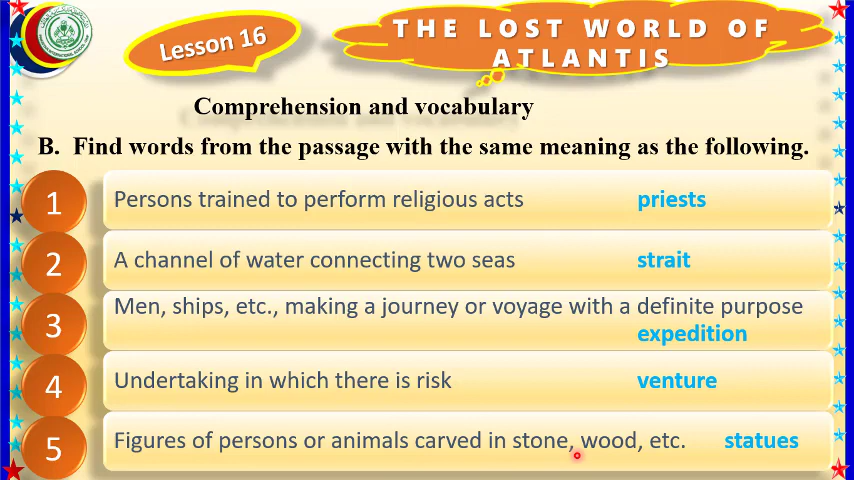 Lesson 16
THE LOST WORLD OF
ATLANTIS
Comprehension and vocabulary
B. Find words from the passage with the same meaning as the following.
1 Persons trained to perform religious acts priests
2 A channel of water connecting two seas strait
3 Men, ships, etc., making a journey or voyage with a definite purpose
expedition
4 Undertaking in which there is risk venture
5 Figures of persons or animals carved in stone, wood, etc. statues